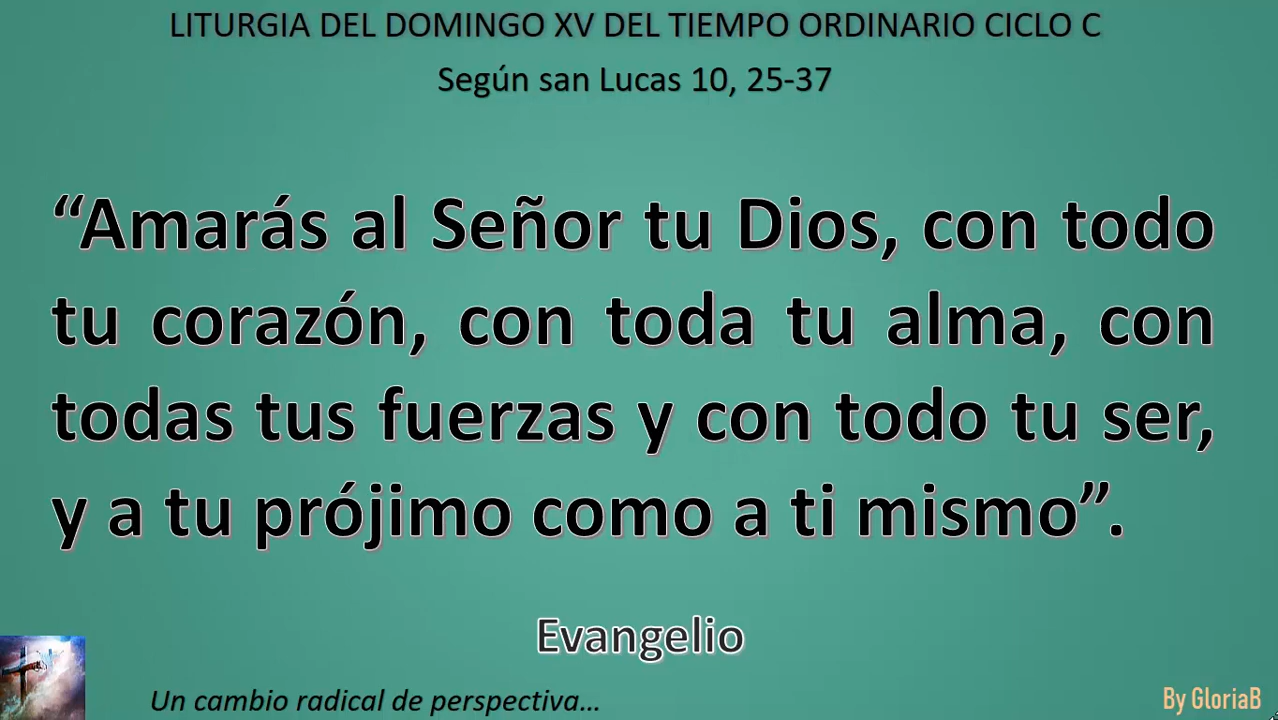 LITURGIA DEL DOMINGO XV DEL TIEMPO ORDINARIO CICLO C
Según san Lucas 10, 25-37
“Amarás al Señor tu Dios, con todo
tu corazón, con toda tu alma, con
todas tus fuerzas y con todo tu ser,
y a tu prójimo como a ti mismo”.
Evangelio
Un cambio radical de perspectiva...
By GloriaB